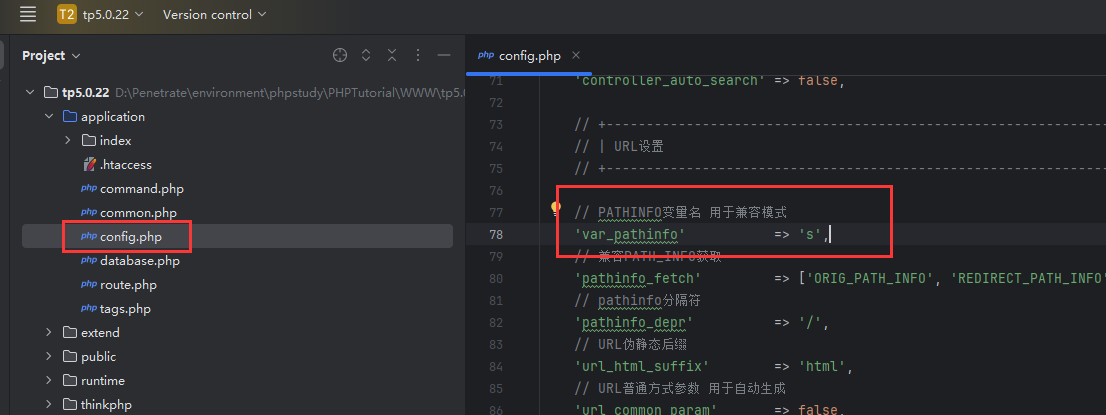 T2 tp5.0.22 Version control
Project
config.php
tp5.0.22 D:\Penetrate\environment\phpstudy\PHPTutorial\WWW\tp5.0
application
index
.htaccess
php command.php
php common.php
php config.php
php database.php
php route.php
php tags.php
extend
public
runtime
thinkphp
71 'controller_auto_search' => false,
72
73 // +----------------------------------------------------------------------
74 // | URL设置
75 // +----------------------------------------------------------------------
76
77 // PATHINFO变量名 用于兼容模式
78 'var_pathinfo' => 's',
79 // 兼容PATH_INFO获取
80 'pathinfo_fetch' => ['ORIG_PATH_INFO', 'REDIRECT_PATH_INFO'
81 // pathinfo分隔符
82 'pathinfo_depr' => '/',
83 // URL伪静态后缀
84 'url_html_suffix' => 'html',
85 // URL普通方式参数 用于自动生成
86 'url_common_param' => false,